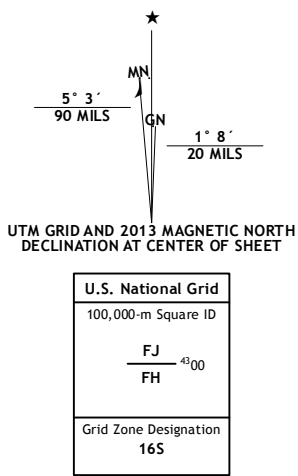 ★
MN.
GN
5° 3´
90 MILS
1° 8´
20 MILS
UTM GRID AND 2013 MAGNETIC NORTH
DECLINATION AT CENTER OF SHEET
U.S. National Grid
100,000-m Square ID
FJ
4300
FH
Grid Zone Designation
16S